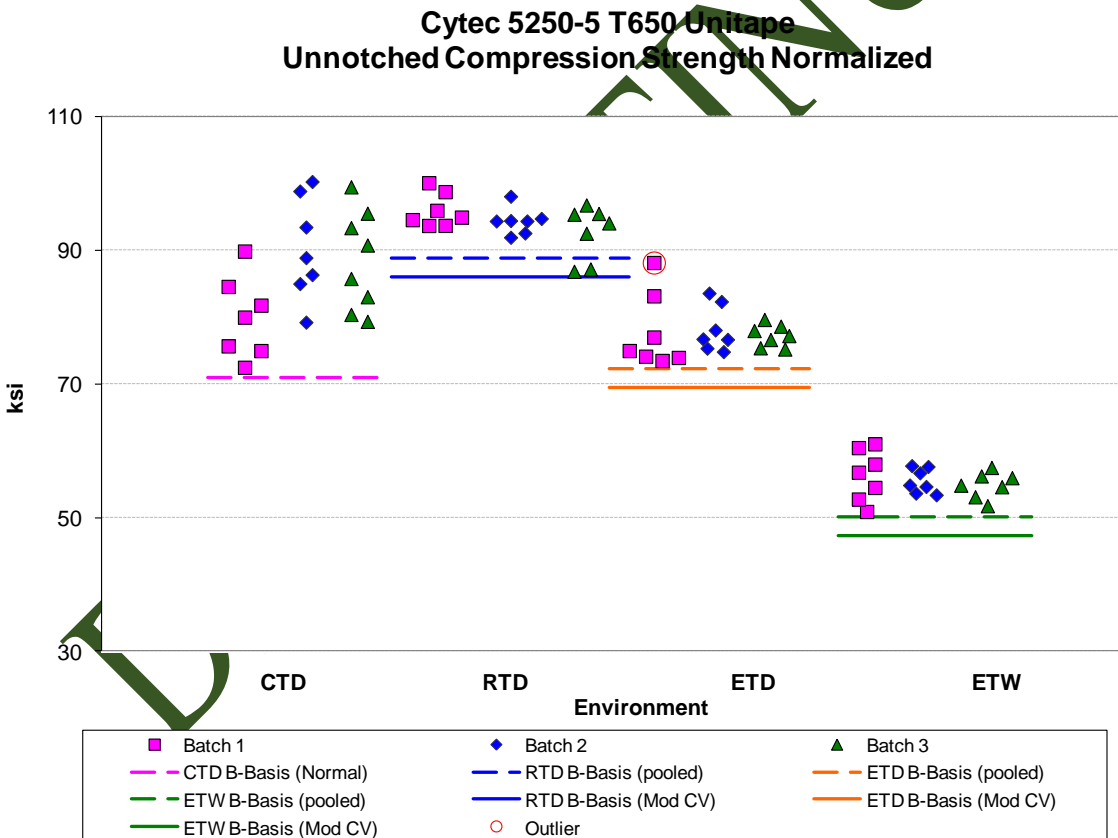 Cytec 5250-5 T650 Unitape
Unnotched Compression Strength Normalized
110
90
70
50
30
ksi
CTD RTD ETD ETW
Environment
Batch 1 Batch 2 Batch 3
CTD B-Basis (Normal) RTD B-Basis (pooled) ETD B-Basis (pooled)
ETW B-Basis (pooled) RTD B-Basis (Mod CV) ETD B-Basis (Mod CV)
ETW B-Basis (Mod CV) Outlier